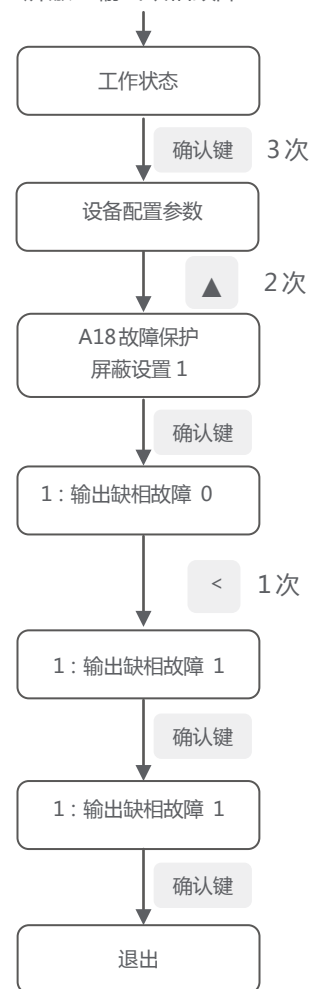 工作状态
确认键 3次
设备配置参数
▲ 2次
A18故障保护
屏蔽设置1
确认键
1:输出缺相故障 0
< 1次
1:输出缺相故障 1
确认键
1:输出缺相故障 1
确认键
退出